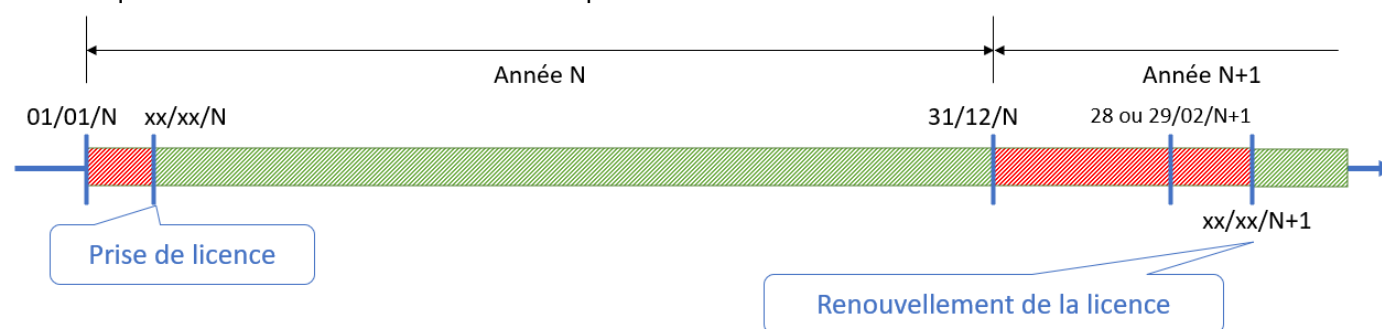 Année N
Année N+1
01/01/N
xx/xx/N
31/12/N
28 ou 29/02/N+1
xx/xx/N+1
Prise de licence
Renouvellement de la licence